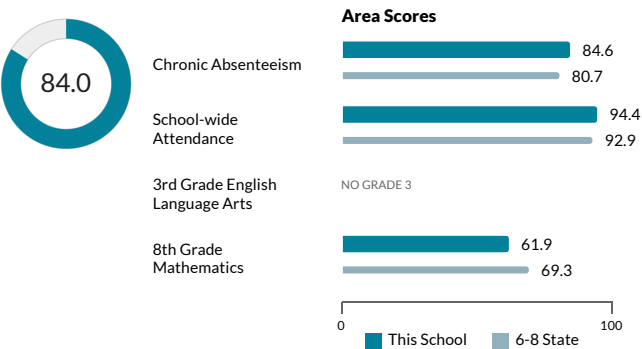 Area Scores
84.0
Chronic Absenteeism
84.6
80.7
School-wide
Attendance
94.4
92.9
3rd Grade English
Language Arts
NO GRADE 3
8th Grade
Mathematics
61.9
69.3
0
100
This School
6-8 State